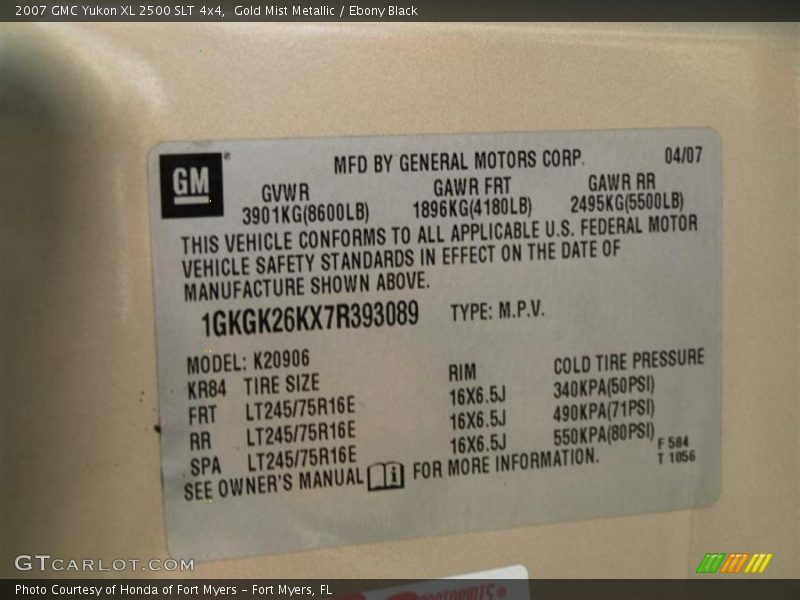 2007 GMC Yukon XL 2500 SLT 4x4, Gold Mist Metallic / Ebony Black
GM
MFD BY GENERAL MOTORS CORP. 04/07
GVWR GAWR FRT GAWR RR
3901KG(8600LB) 1896KG(4180LB) 2495KG(5500LB)
THIS VEHICLE CONFORMS TO ALL APPLICABLE U.S. FEDERAL MOTOR
VEHICLE SAFETY STANDARDS IN EFFECT ON THE DATE OF
MANUFACTURE SHOWN ABOVE.
1GKGK26KX7R393089 TYPE: M.P.V.
MODEL: K20906
KR84 TIRE SIZE RIM COLD TIRE PRESSURE
FRT LT245/75R16E 16X6.5J 340KPA(50PSI)
RR LT245/75R16E 16X6.5J 490KPA(71PSI)
SPA LT245/75R16E 16X6.5J 550KPA(80PSI)
F 584
T 1056
SEE OWNER'S MANUAL FOR MORE INFORMATION.
GTCARLOT.COM
Photo Courtesy of Honda of Fort Myers - Fort Myers, FL